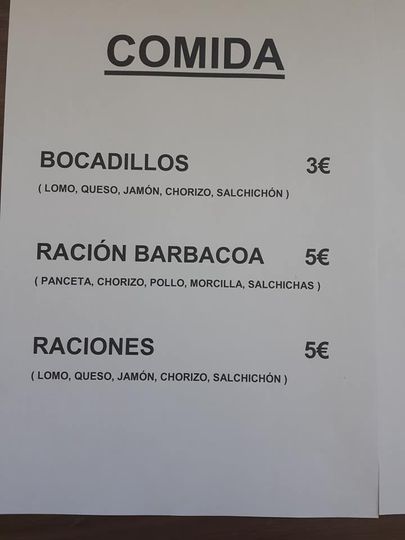 COMIDA
BOCADILLOS 3€
( LOMO, QUESO, JAMÓN, CHORIZO, SALCHICHÓN )
RACIÓN BARBACOA 5€
( PANCETA, CHORIZO, POLLO, MORCILLA, SALCHICHAS )
RACIONES 5€
( LOMO, QUESO, JAMÓN, CHORIZO, SALCHICHÓN )